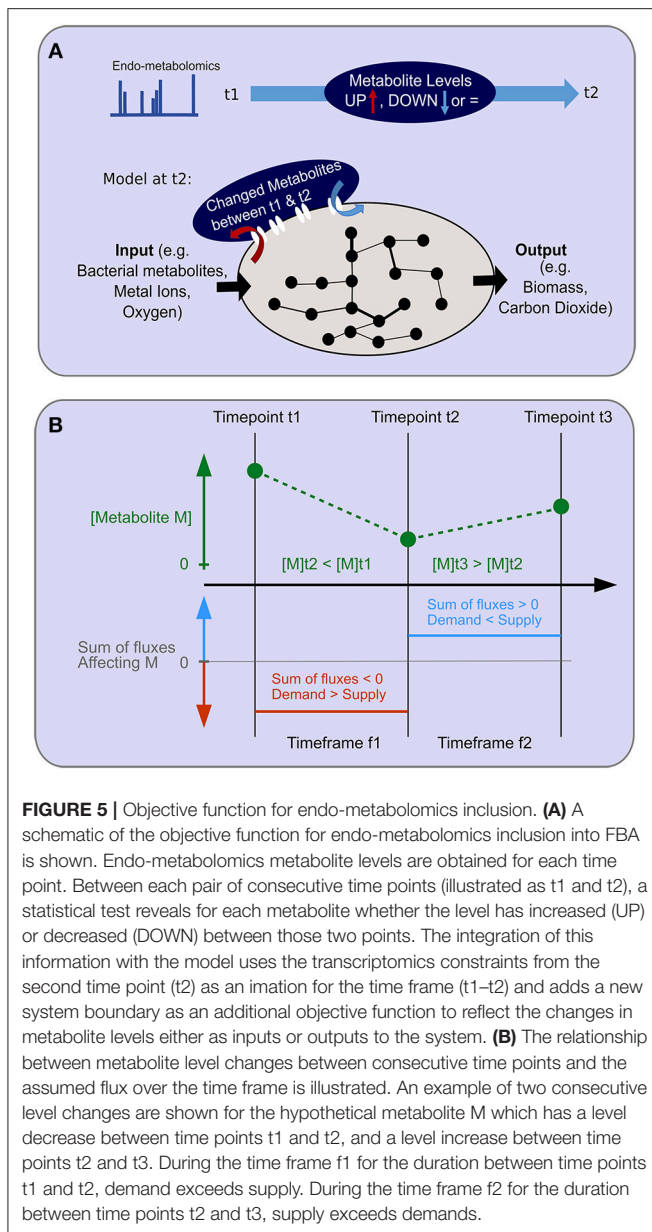 A
Endo-metabolomics
t1
Metabolite Levels
UP , DOWN or =
t2
Model at t2:
Changed Metabolites
between t1 & t2
Input (e.g.
Bacterial metabolites,
Metal Ions,
Oxygen)
Output
(e.g.
Biomass,
Carbon Dioxide)
B
Timepoint t1
Timepoint t2
Timepoint t3
[Metabolite M]
0
[M]t2 < [M]t1
[M]t3 > [M]t2
Sum of fluxes > 0
Demand < Supply
Sum of fluxes
Affecting M
0
Sum of fluxes < 0
Demand > Supply
Timeframe f1
Timeframe f2
FIGURE 5 | Objective function for endo-metabolomics inclusion. (A) A
schematic of the objective function for endo-metabolomics inclusion into FBA
is shown. Endo-metabolomics metabolite levels are obtained for each time
point. Between each pair of consecutive time points (illustrated as t1 and t2), a
statistical test reveals for each metabolite whether the level has increased (UP)
or decreased (DOWN) between those two points. The integration of this
information with the model uses the transcriptomics constraints from the
second time point (t2) as an imation for the time frame (t1–t2) and adds a new
system boundary as an additional objective function to reflect the changes in
metabolite levels either as inputs or outputs to the system. (B) The relationship
between metabolite level changes between consecutive time points and the
assumed flux over the time frame is illustrated. An example of two consecutive
level changes are shown for the hypothetical metabolite M which has a level
decrease between time points t1 and t2, and a level increase between time
points t2 and t3. During the time frame f1 for the duration between time points
t1 and t2, demand exceeds supply. During the time frame f2 for the duration
between time points t2 and t3, supply exceeds demands.